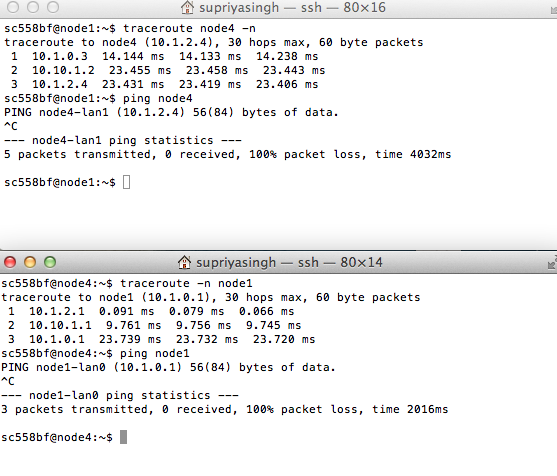 supriyasingh — ssh — 80×16
sc558bf@node1:~$ traceroute node4 -n
traceroute to node4 (10.1.2.4), 30 hops max, 60 byte packets
 1  10.1.0.3  14.144 ms  14.133 ms  14.238 ms
 2  10.10.1.2  23.455 ms  23.458 ms  23.443 ms
 3  10.1.2.4  23.431 ms  23.419 ms  23.406 ms
sc558bf@node1:~$ ping node4
PING node4-lan1 (10.1.2.4) 56(84) bytes of data.
^C
--- node4-lan1 ping statistics ---
5 packets transmitted, 0 received, 100% packet loss, time 4032ms
sc558bf@node1:~$
supriyasingh — ssh — 80×14
sc558bf@node4:~$ traceroute -n node1
traceroute to node1 (10.1.0.1), 30 hops max, 60 byte packets
 1  10.1.2.1  0.091 ms  0.079 ms  0.066 ms
 2  10.10.1.1  9.761 ms  9.756 ms  9.745 ms
 3  10.1.0.1  23.739 ms  23.732 ms  23.720 ms
sc558bf@node4:~$ ping node1
PING node1-lan0 (10.1.0.1) 56(84) bytes of data.
^C
--- node1-lan0 ping statistics ---
3 packets transmitted, 0 received, 100% packet loss, time 2016ms
sc558bf@node4:~$